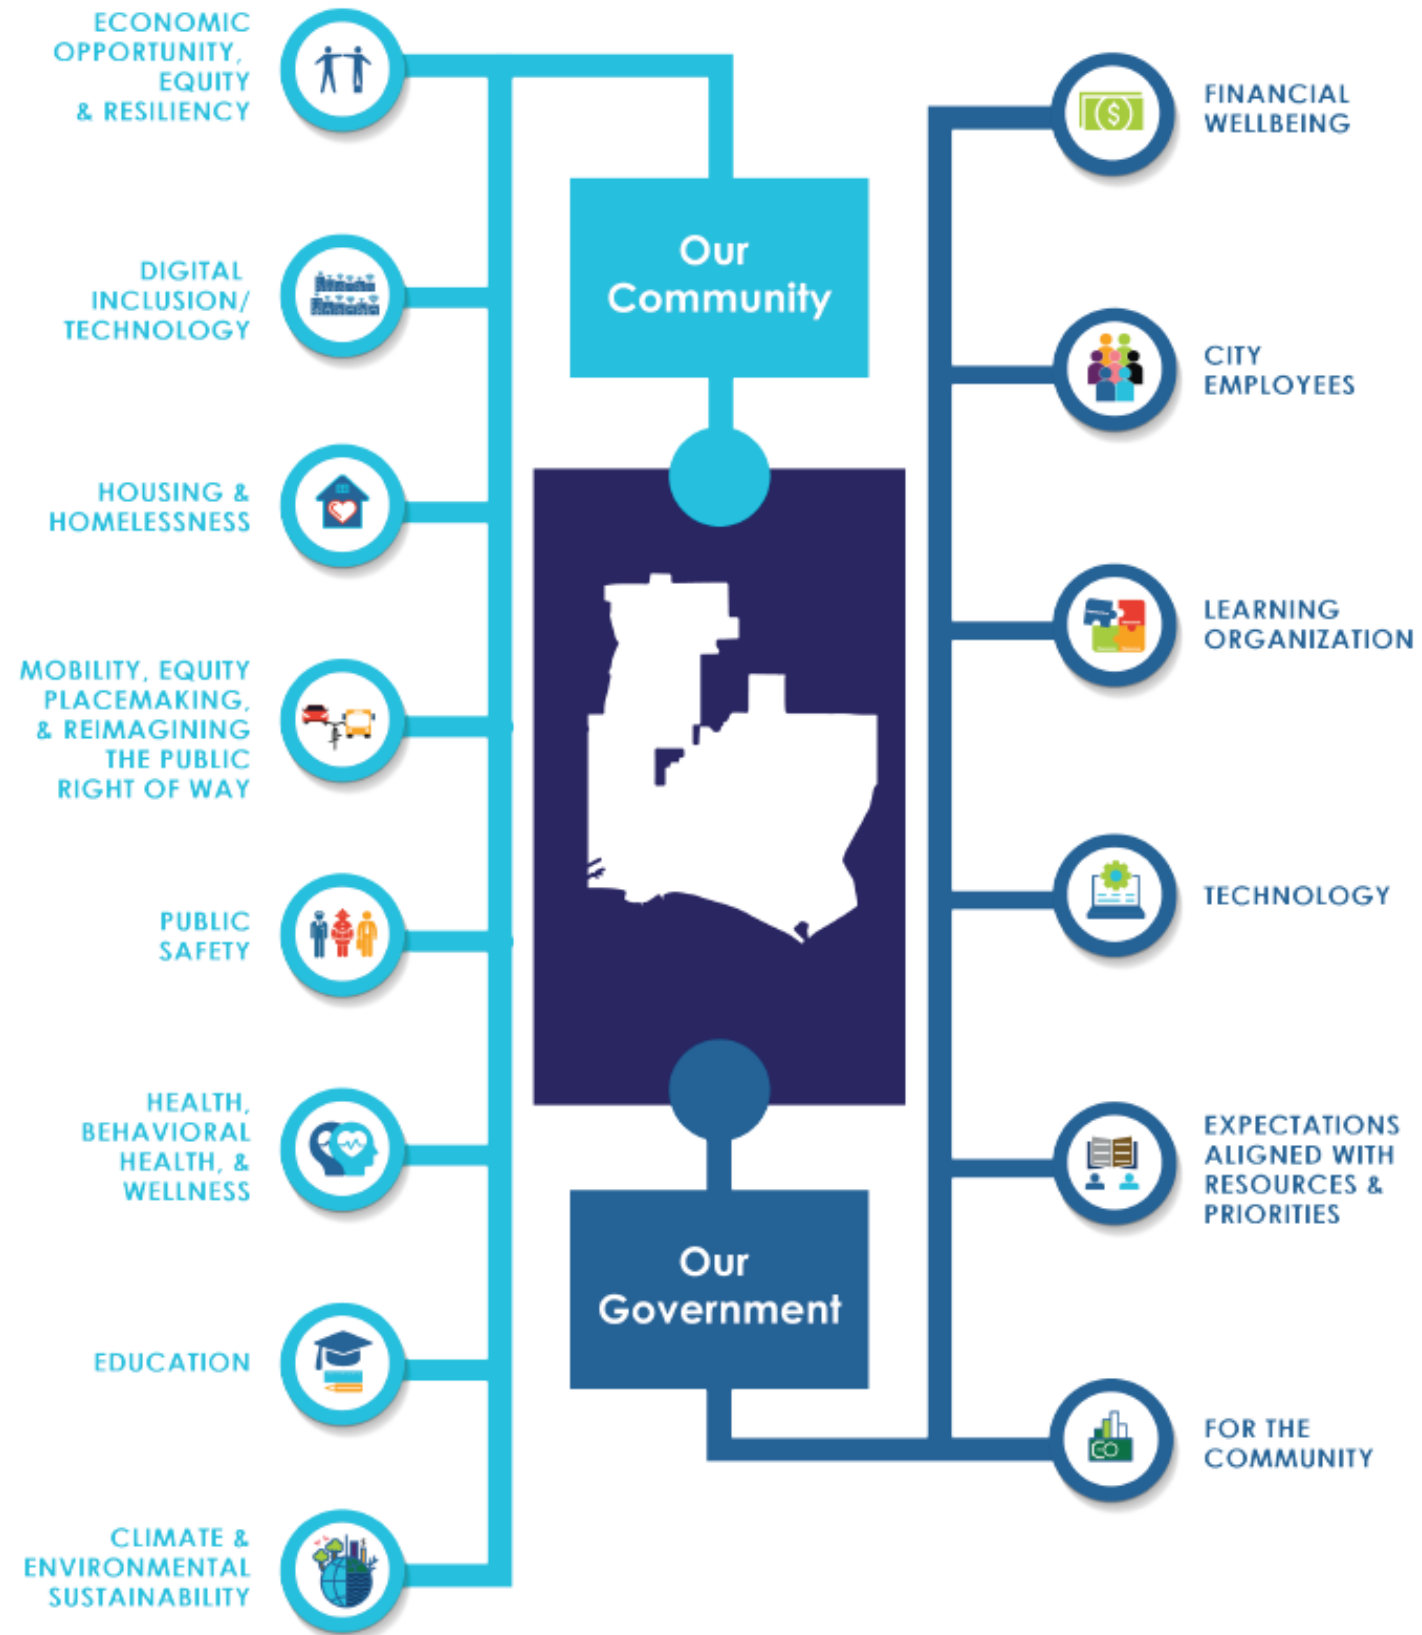 ECONOMIC
OPPORTUNITY,
EQUITY
& RESILIENCY
DIGITAL
INCLUSION/
TECHNOLOGY
HOUSING &
HOMELESSNESS
MOBILITY, EQUITY
PLACEMAKING,
& REIMAGINING
THE PUBLIC
RIGHT OF WAY
PUBLIC
SAFETY
HEALTH,
BEHAVIORAL
HEALTH, &
WELLNESS
EDUCATION
CLIMATE &
ENVIRONMENTAL
SUSTAINABILITY
Our
Community
Our
Government
FINANCIAL
WELLBEING
CITY
EMPLOYEES
LEARNING
ORGANIZATION
TECHNOLOGY
EXPECTATIONS
ALIGNED WITH
RESOURCES &
PRIORITIES
FOR THE
COMMUNITY